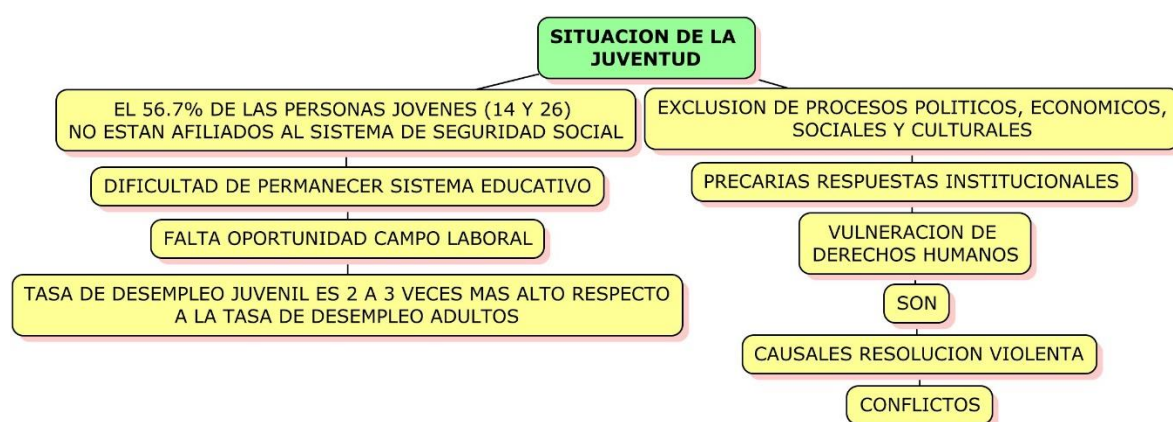 SITUACION DE LA
JUVENTUD
EL 56.7% DE LAS PERSONAS JOVENES (14 Y 26)
NO ESTAN AFILIADOS AL SISTEMA DE SEGURIDAD SOCIAL
DIFICULTAD DE PERMANECER SISTEMA EDUCATIVO
FALTA OPORTUNIDAD CAMPO LABORAL
TASA DE DESEMPLEO JUVENIL ES 2 A 3 VECES MAS ALTO RESPECTO
A LA TASA DE DESEMPLEO ADULTOS
EXCLUSION DE PROCESOS POLITICOS, ECONOMICOS,
SOCIALES Y CULTURALES
PRECARIAS RESPUESTAS INSTITUCIONALES
VULNERACION DE
DERECHOS HUMANOS
SON
CAUSALES RESOLUCION VIOLENTA
CONFLICTOS